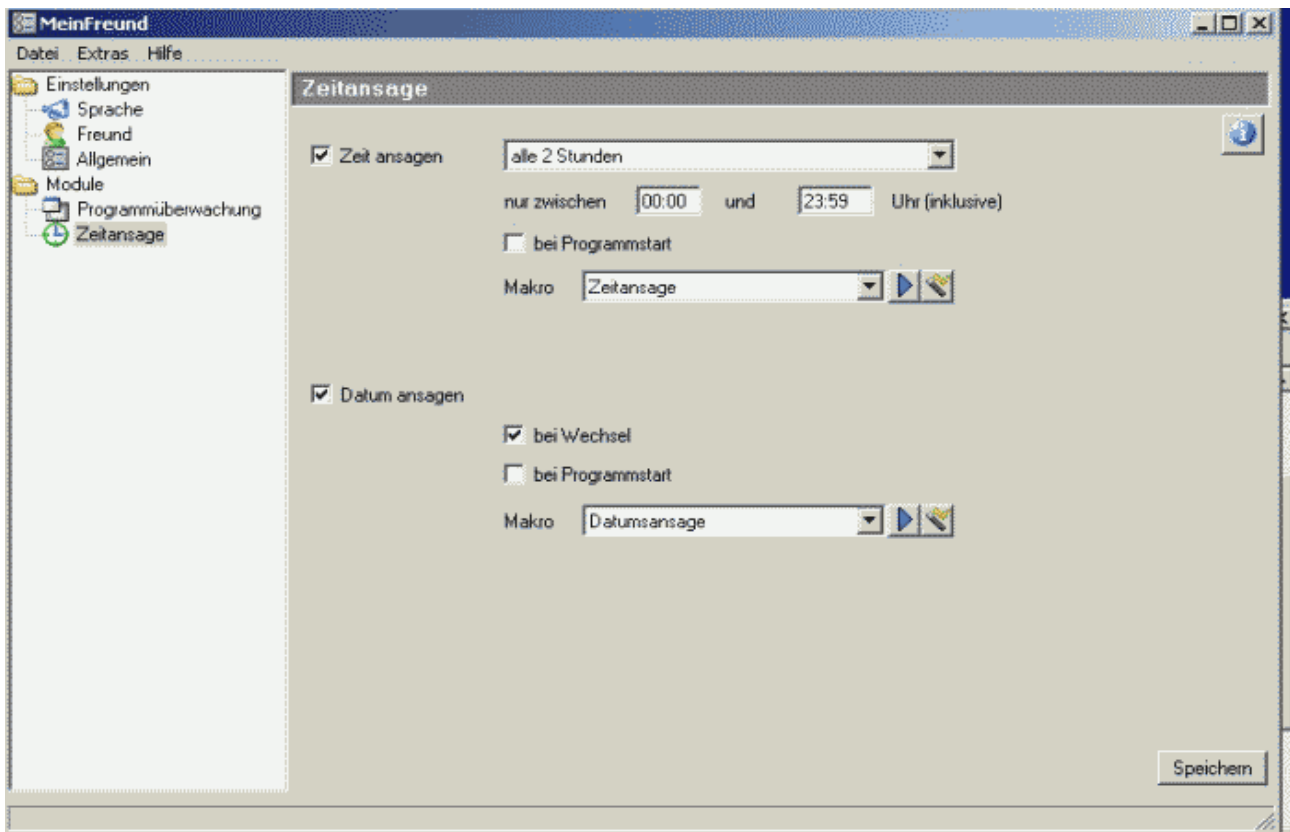 MeinFreund
Datei Extras Hilfe
Einstellungen
Sprache
Freund
Allgemein
Module
Programmüberwachung
Zeitansage
Zeitansage
Zeit ansagen
alle 2 Stunden
nur zwischen 00:00 und 23:59 Uhr (inklusive)
bei Programmstart
Makro Zeitansage
Datum ansagen
bei Wechsel
bei Programmstart
Makro Datumsansage
Speichern